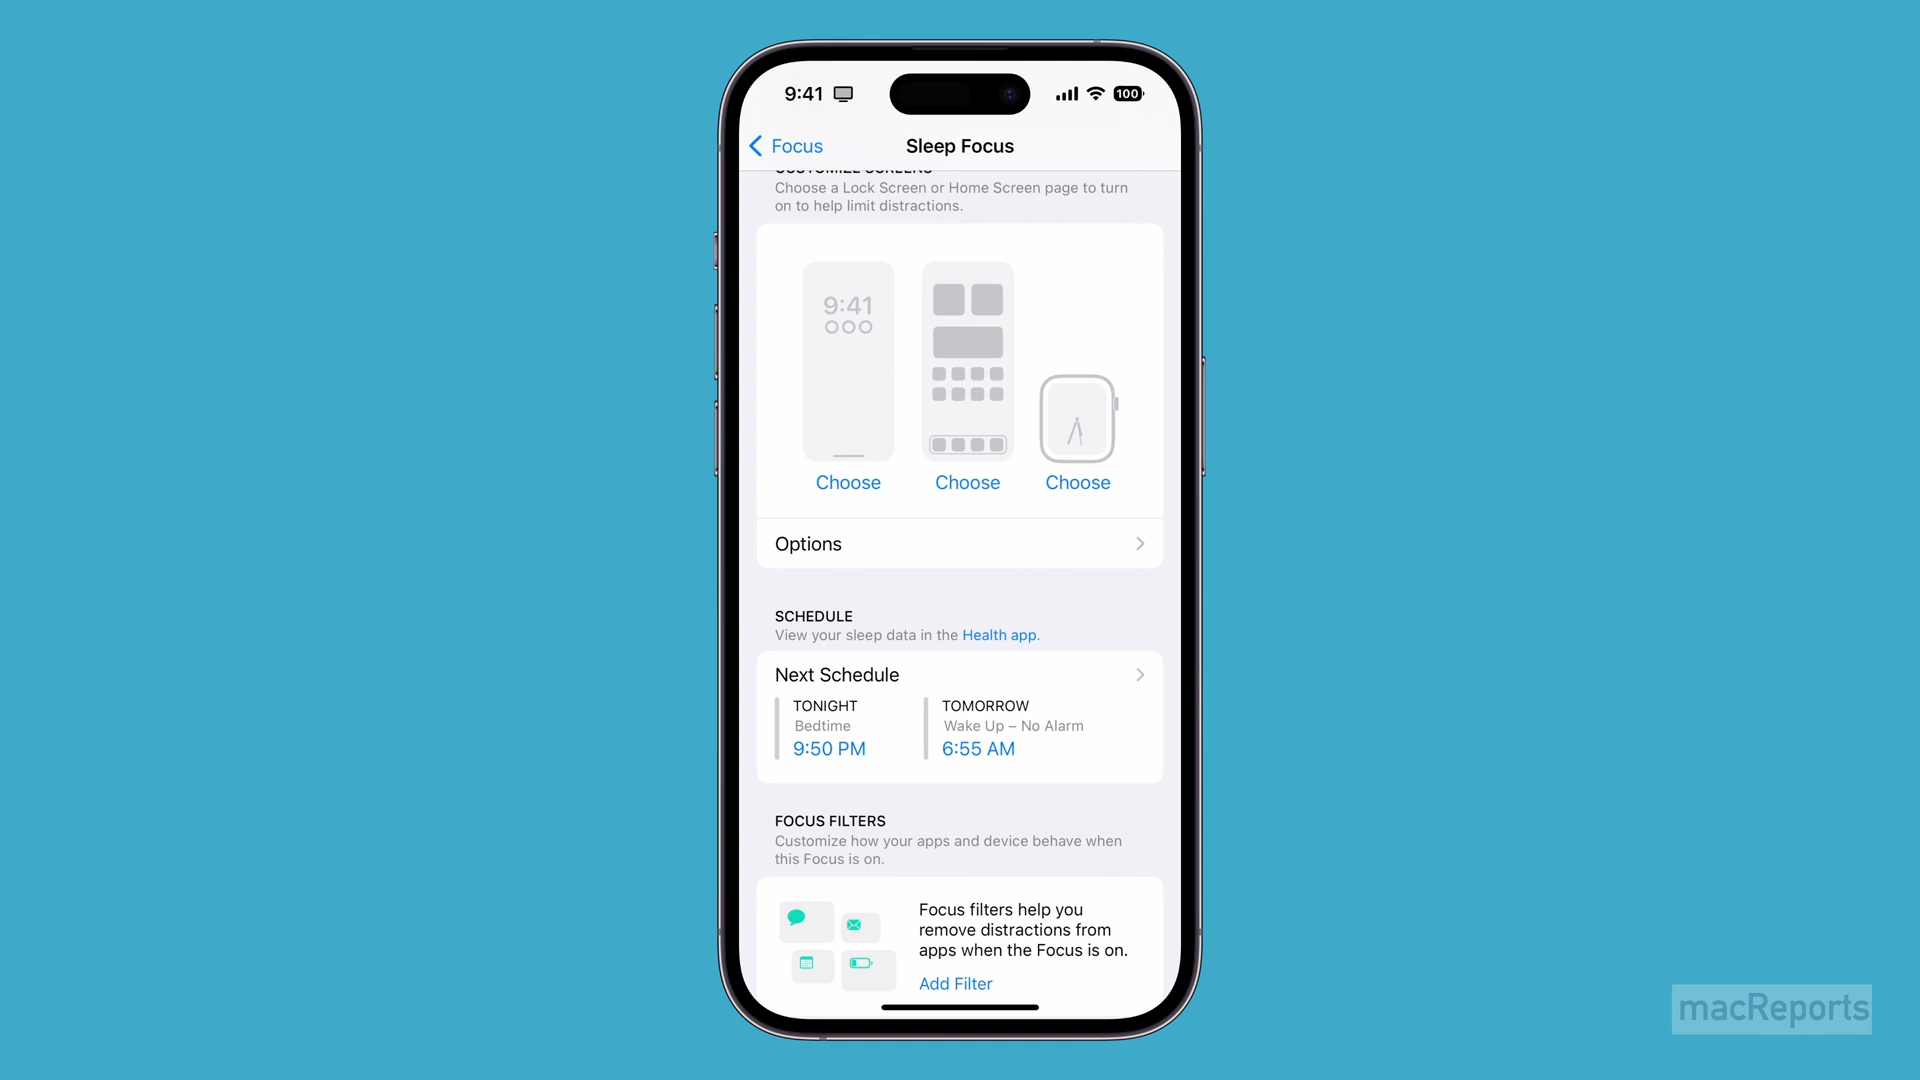 9:41
100
Focus
Sleep Focus
CUSTOMIZE SCREENS
Choose a Lock Screen or Home Screen page to turn
on to help limit distractions.
9:41
Choose
Choose
Choose
Options
SCHEDULE
View your sleep data in the Health app.
Next Schedule
TONIGHT
Bedtime
9:50 PM
TOMORROW
Wake Up – No Alarm
6:55 AM
FOCUS FILTERS
Customize how your apps and device behave when
this Focus is on.
Focus filters help you
remove distractions from
apps when the Focus is on.
Add Filter
macReports